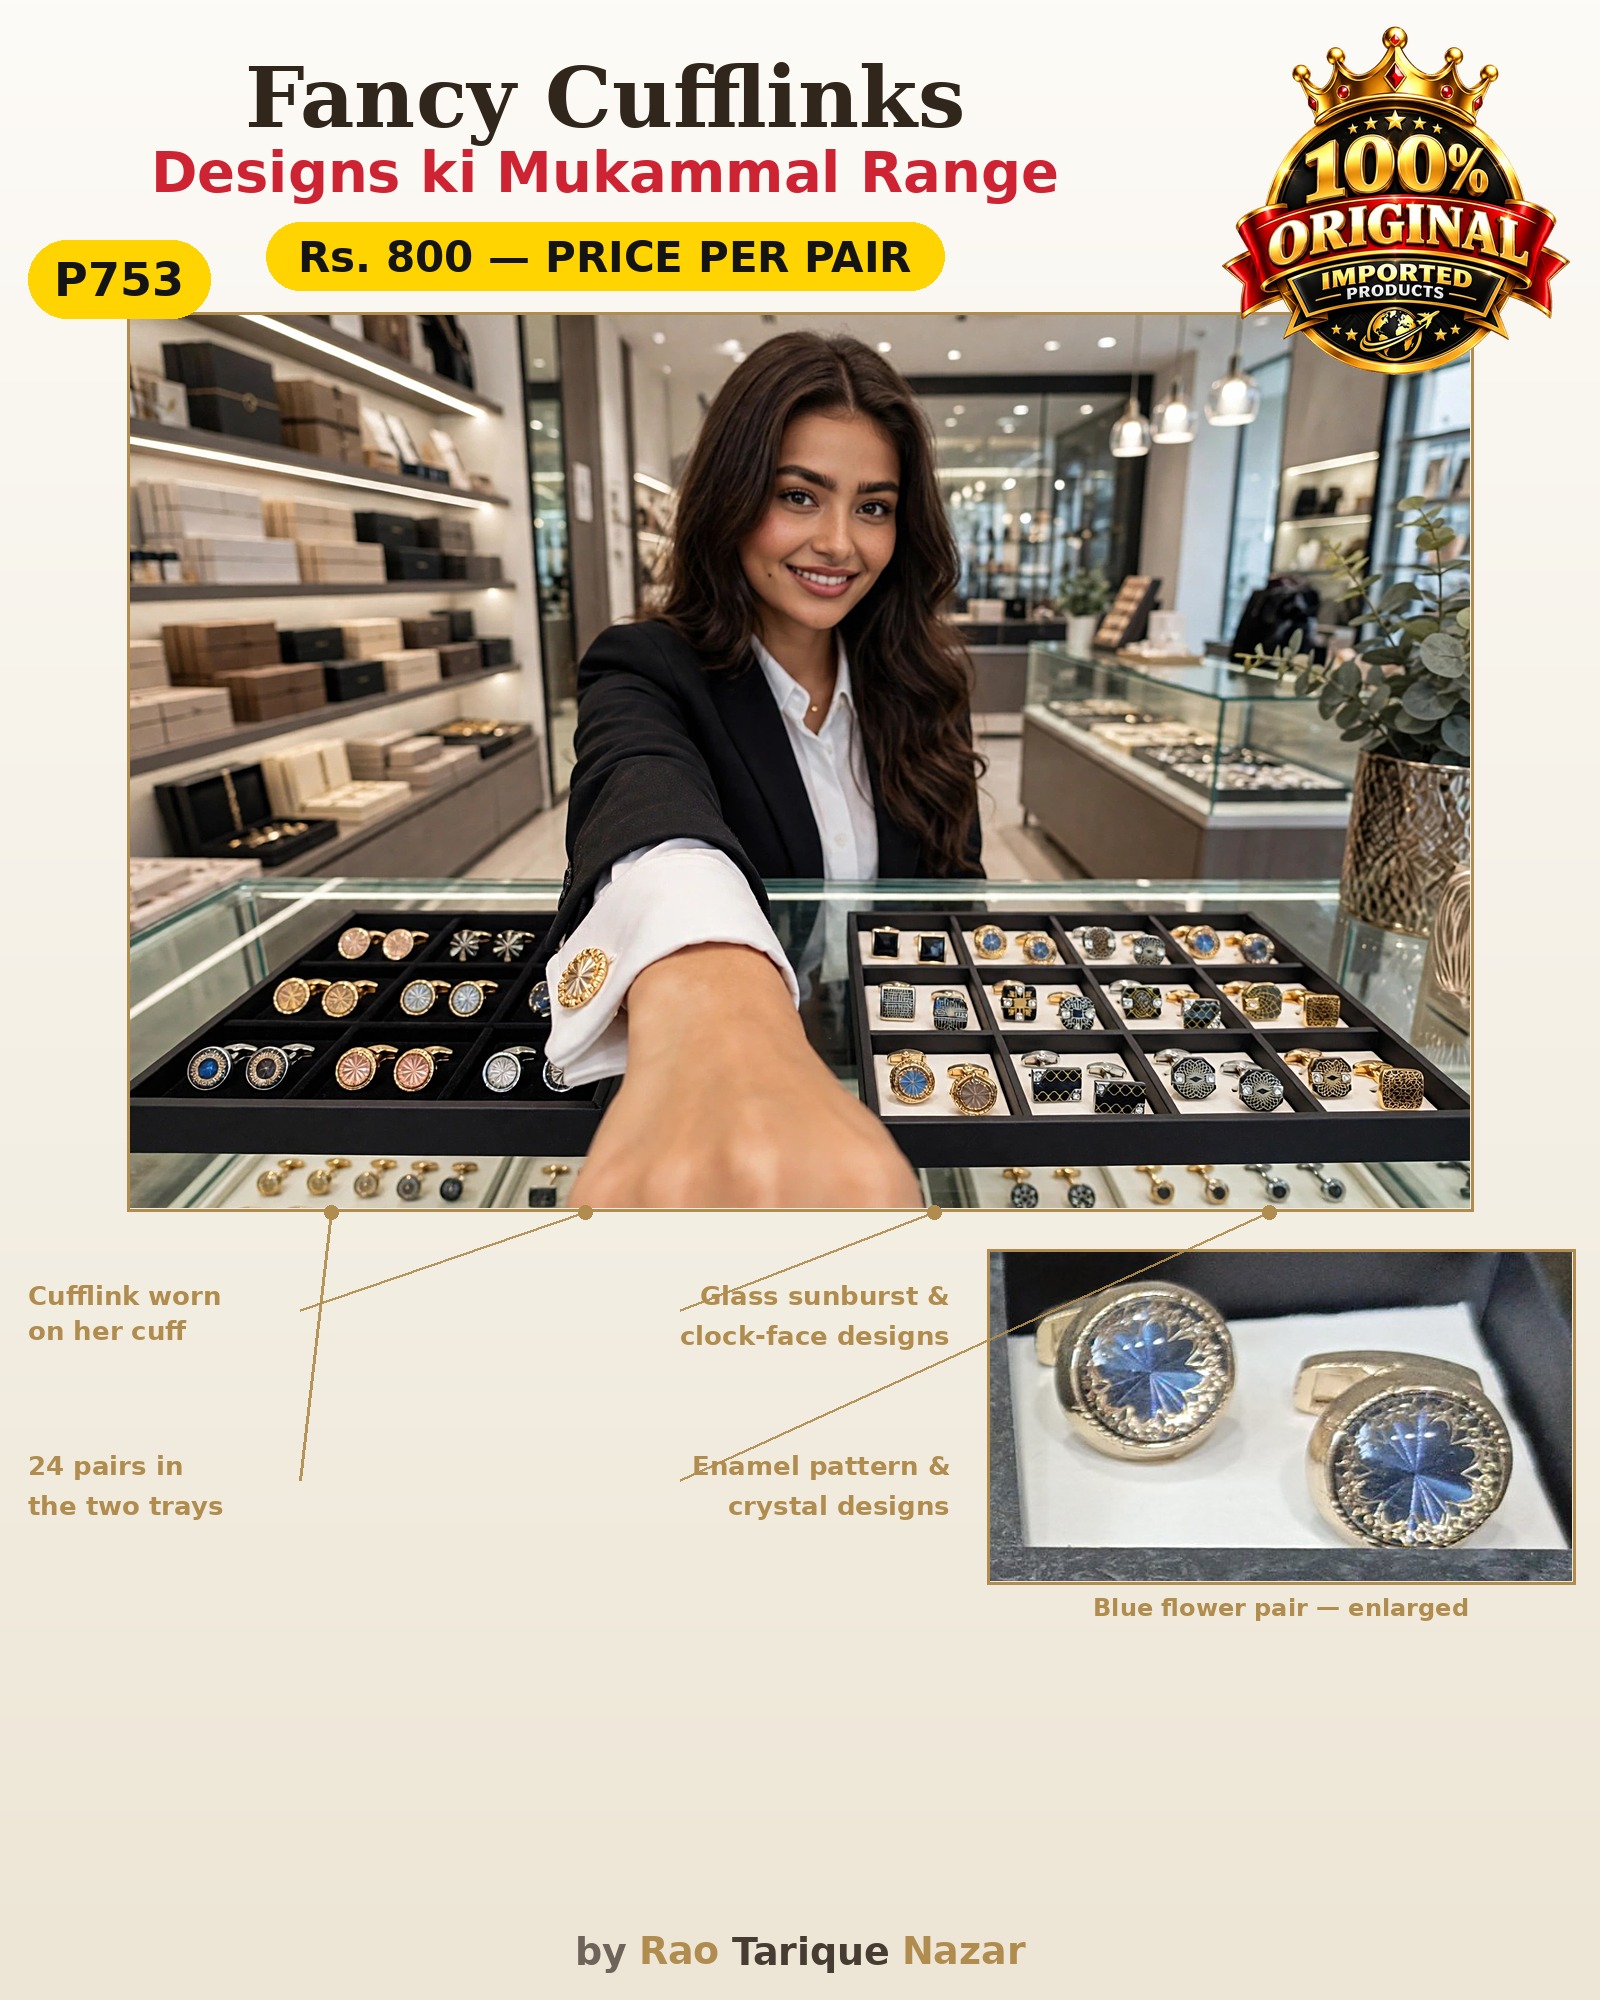 Fancy Cufflinks
Designs ki Mukammal Range
Rs. 800 — PRICE PER PAIR
P753
100%
ORIGINAL
IMPORTED
PRODUCTS
Cufflink worn
on her cuff
24 pairs in
the two trays
Glass sunburst &
clock-face designs
Enamel pattern &
crystal designs
Blue flower pair — enlarged
by Rao Tarique Nazar